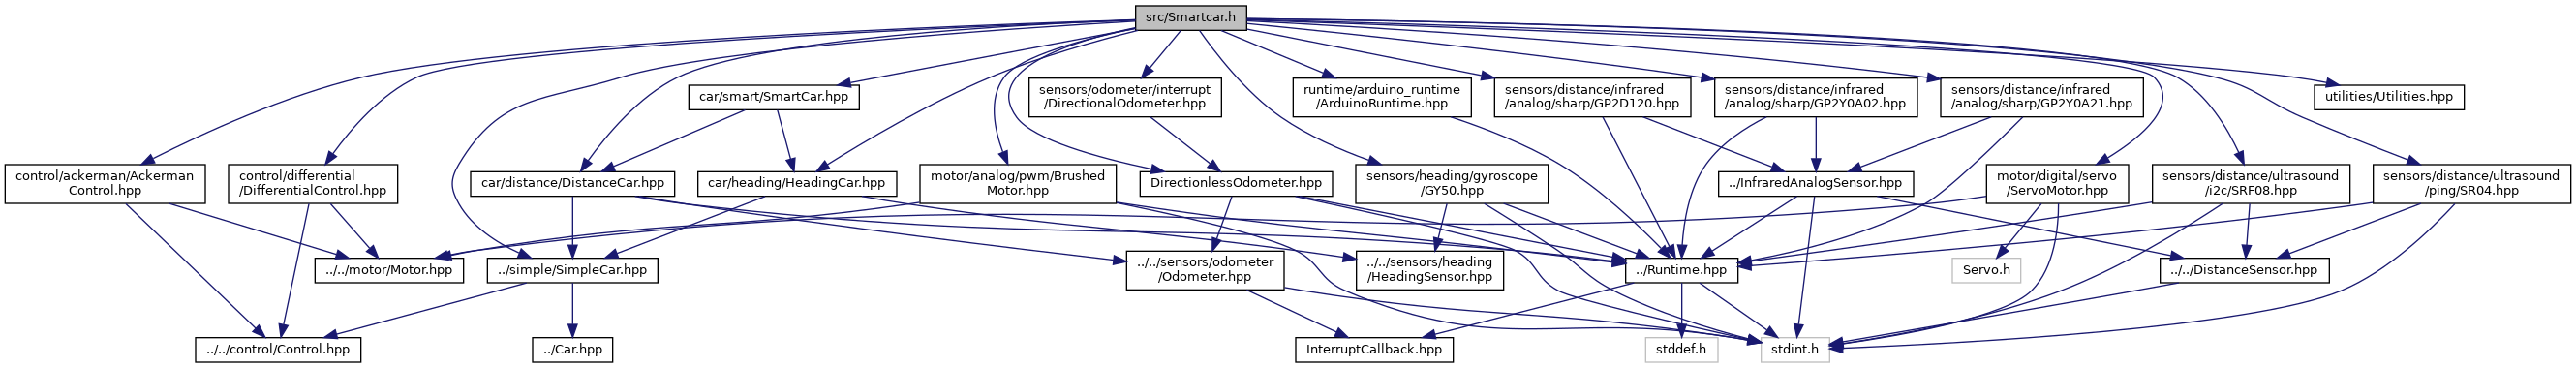 src/Smartcar.h
car/smart/SmartCar.hpp
sensors/odometer/interrupt
/DirectionalOdometer.hpp
runtime/arduino_runtime
/ArduinoRuntime.hpp
sensors/distance/infrared
/analog/sharp/GP2D120.hpp
sensors/distance/infrared
/analog/sharp/GP2Y0A02.hpp
sensors/distance/infrared
/analog/sharp/GP2Y0A21.hpp
utilities/Utilities.hpp
control/ackerman/Ackerman
Control.hpp
control/differential
/DifferentialControl.hpp
car/distance/DistanceCar.hpp
car/heading/HeadingCar.hpp
motor/analog/pwm/Brushed
Motor.hpp
DirectionlessOdometer.hpp
sensors/heading/gyroscope
/GY50.hpp
../InfraredAnalogSensor.hpp
motor/digital/servo
/ServoMotor.hpp
sensors/distance/ultrasound
/i2c/SRF08.hpp
sensors/distance/ultrasound
/ping/SR04.hpp
../../motor/Motor.hpp
../simple/SimpleCar.hpp
../../sensors/odometer
/Odometer.hpp
../../sensors/heading
/HeadingSensor.hpp
../Runtime.hpp
Servo.h
../../DistanceSensor.hpp
../../control/Control.hpp
../Car.hpp
InterruptCallback.hpp
stddef.h
stdint.h